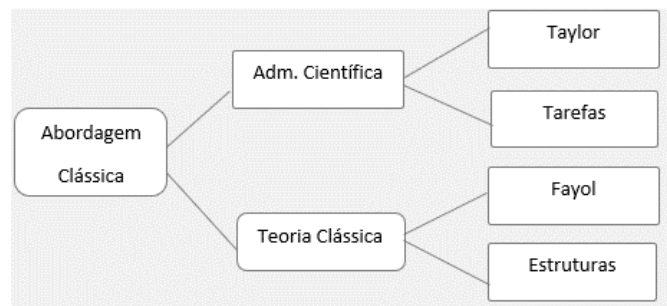 Abordagem
Clássica
Adm. Científica
Teoria Clássica
Taylor
Tarefas
Fayol
Estruturas